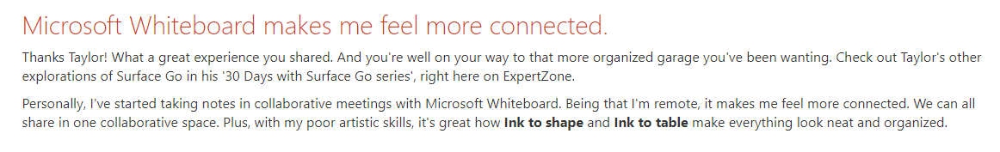 Microsoft Whiteboard makes me feel more connected.
Thanks Taylor! What a great experience you shared. And you're well on your way to that more organized garage you've been wanting. Check out Taylor's other
explorations of Surface Go in his '30 Days with Surface Go series', right here on ExpertZone.
Personally, I've started taking notes in collaborative meetings with Microsoft Whiteboard. Being that I'm remote, it makes me feel more connected. We can all
share in one collaborative space. Plus, with my poor artistic skills, it's great how Ink to shape and Ink to table make everything look neat and organized.